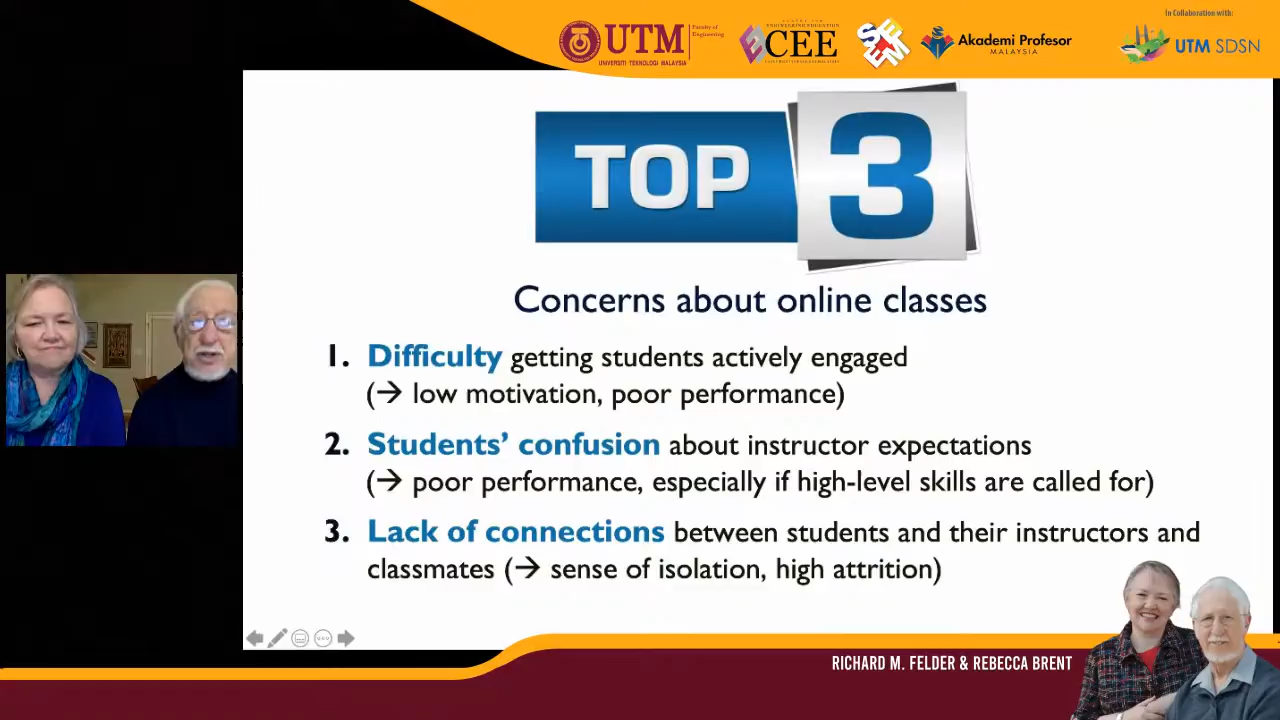 In Collaboration with:
UTM
Faculty of
Engineering
UNIVERSITI TEKNOLOGI MALAYSIA
CEE
Akademi Profesor
MALAYSIA
UTM SDSN
TOP 3
Concerns about online classes
1. Difficulty getting students actively engaged
(→ low motivation, poor performance)
2. Students’ confusion about instructor expectations
(→ poor performance, especially if high-level skills are called for)
3. Lack of connections between students and their instructors and
classmates (→ sense of isolation, high attrition)
RICHARD M. FELDER & REBECCA BRENT